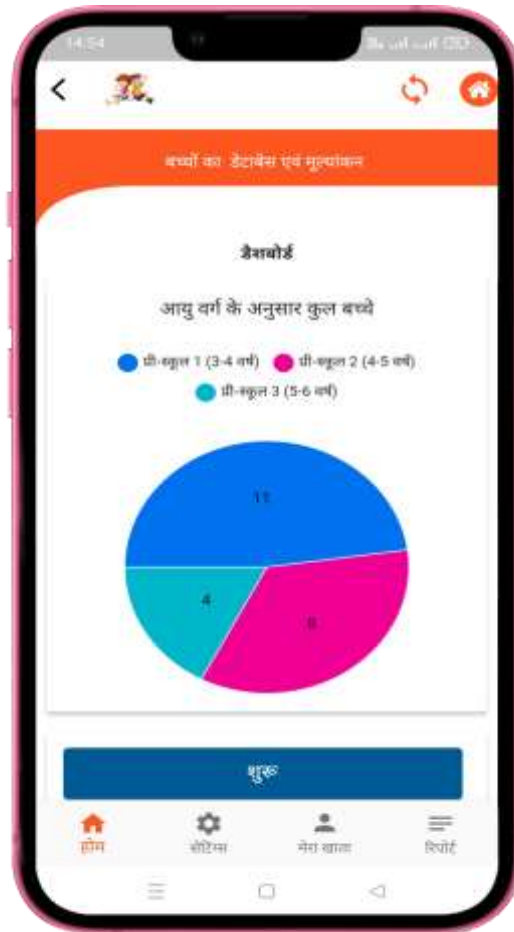 14:54
बच्चों का डेटाबेस एवं मूल्यांकन
डैशबोर्ड
आयु वर्ग के अनुसार कुल बच्चे
प्री-स्कूल 1 (3-4 वर्ष) प्री-स्कूल 2 (4-5 वर्ष)
प्री-स्कूल 3 (5-6 वर्ष)
11
4
8
शुरू
होम सेटिंग्स मेरा खाता रिपोर्ट